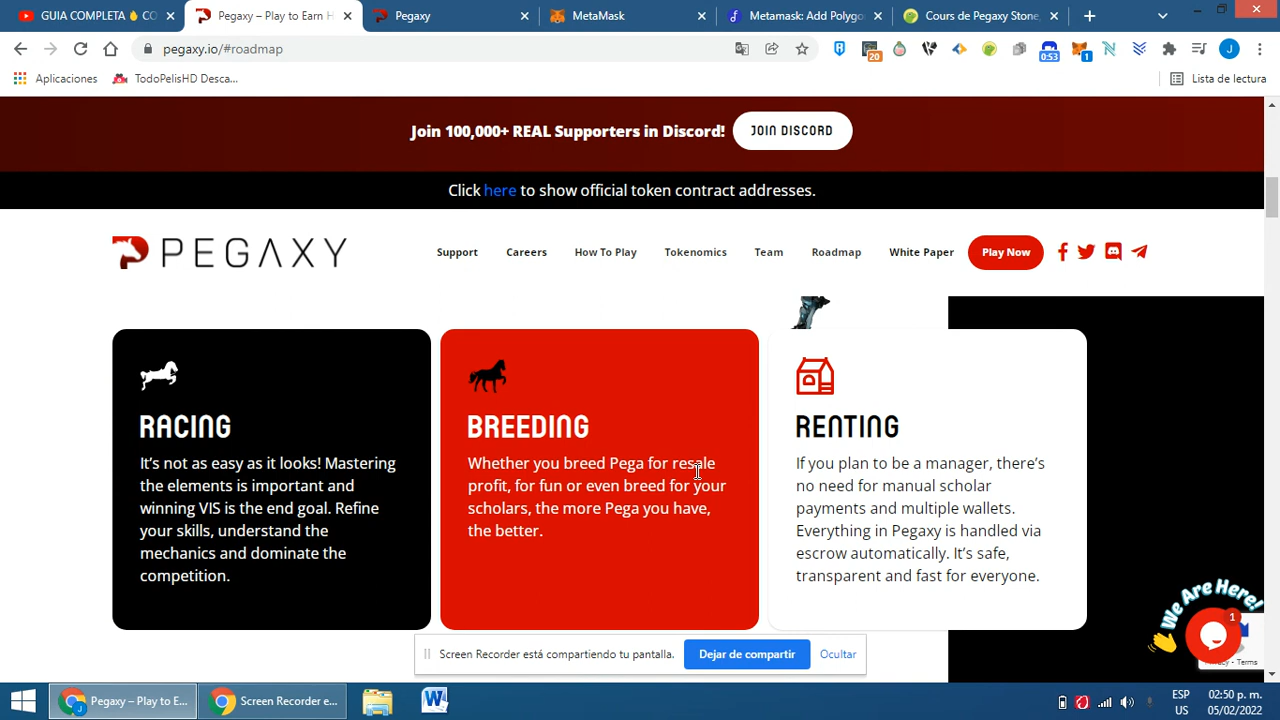 GUIA COMPLETA CO
Pegaxy – Play to Earn H
Pegaxy
MetaMask
Metamask: Add Polygo
Cours de Pegaxy Stone,
pegaxy.io/#roadmap
20
0:53
1
J
Aplicaciones
TodoPelisHD Desca...
Lista de lectura
Join 100,000+ REAL Supporters in Discord!
JOIN DISCORD
Click here to show official token contract addresses.
PEGAXY
Support
Careers
How To Play
Tokenomics
Team
Roadmap
White Paper
Play Now
RACING
It's not as easy as it looks! Mastering
the elements is important and
winning VIS is the end goal. Refine
your skills, understand the
mechanics and dominate the
competition.
BREEDING
Whether you breed Pega for resale
profit, for fun or even breed for your
scholars, the more Pega you have,
the better.
RENTING
If you plan to be a manager, there's
no need for manual scholar
payments and multiple wallets.
Everything in Pegaxy is handled via
escrow automatically. It's safe,
transparent and fast for everyone.
We Are Here!
1
- Terms
Screen Recorder está compartiendo tu pantalla.
Dejar de compartir
Ocultar
Pegaxy – Play to E...
Screen Recorder e...
ESP
US
02:50 p. m.
05/02/2022